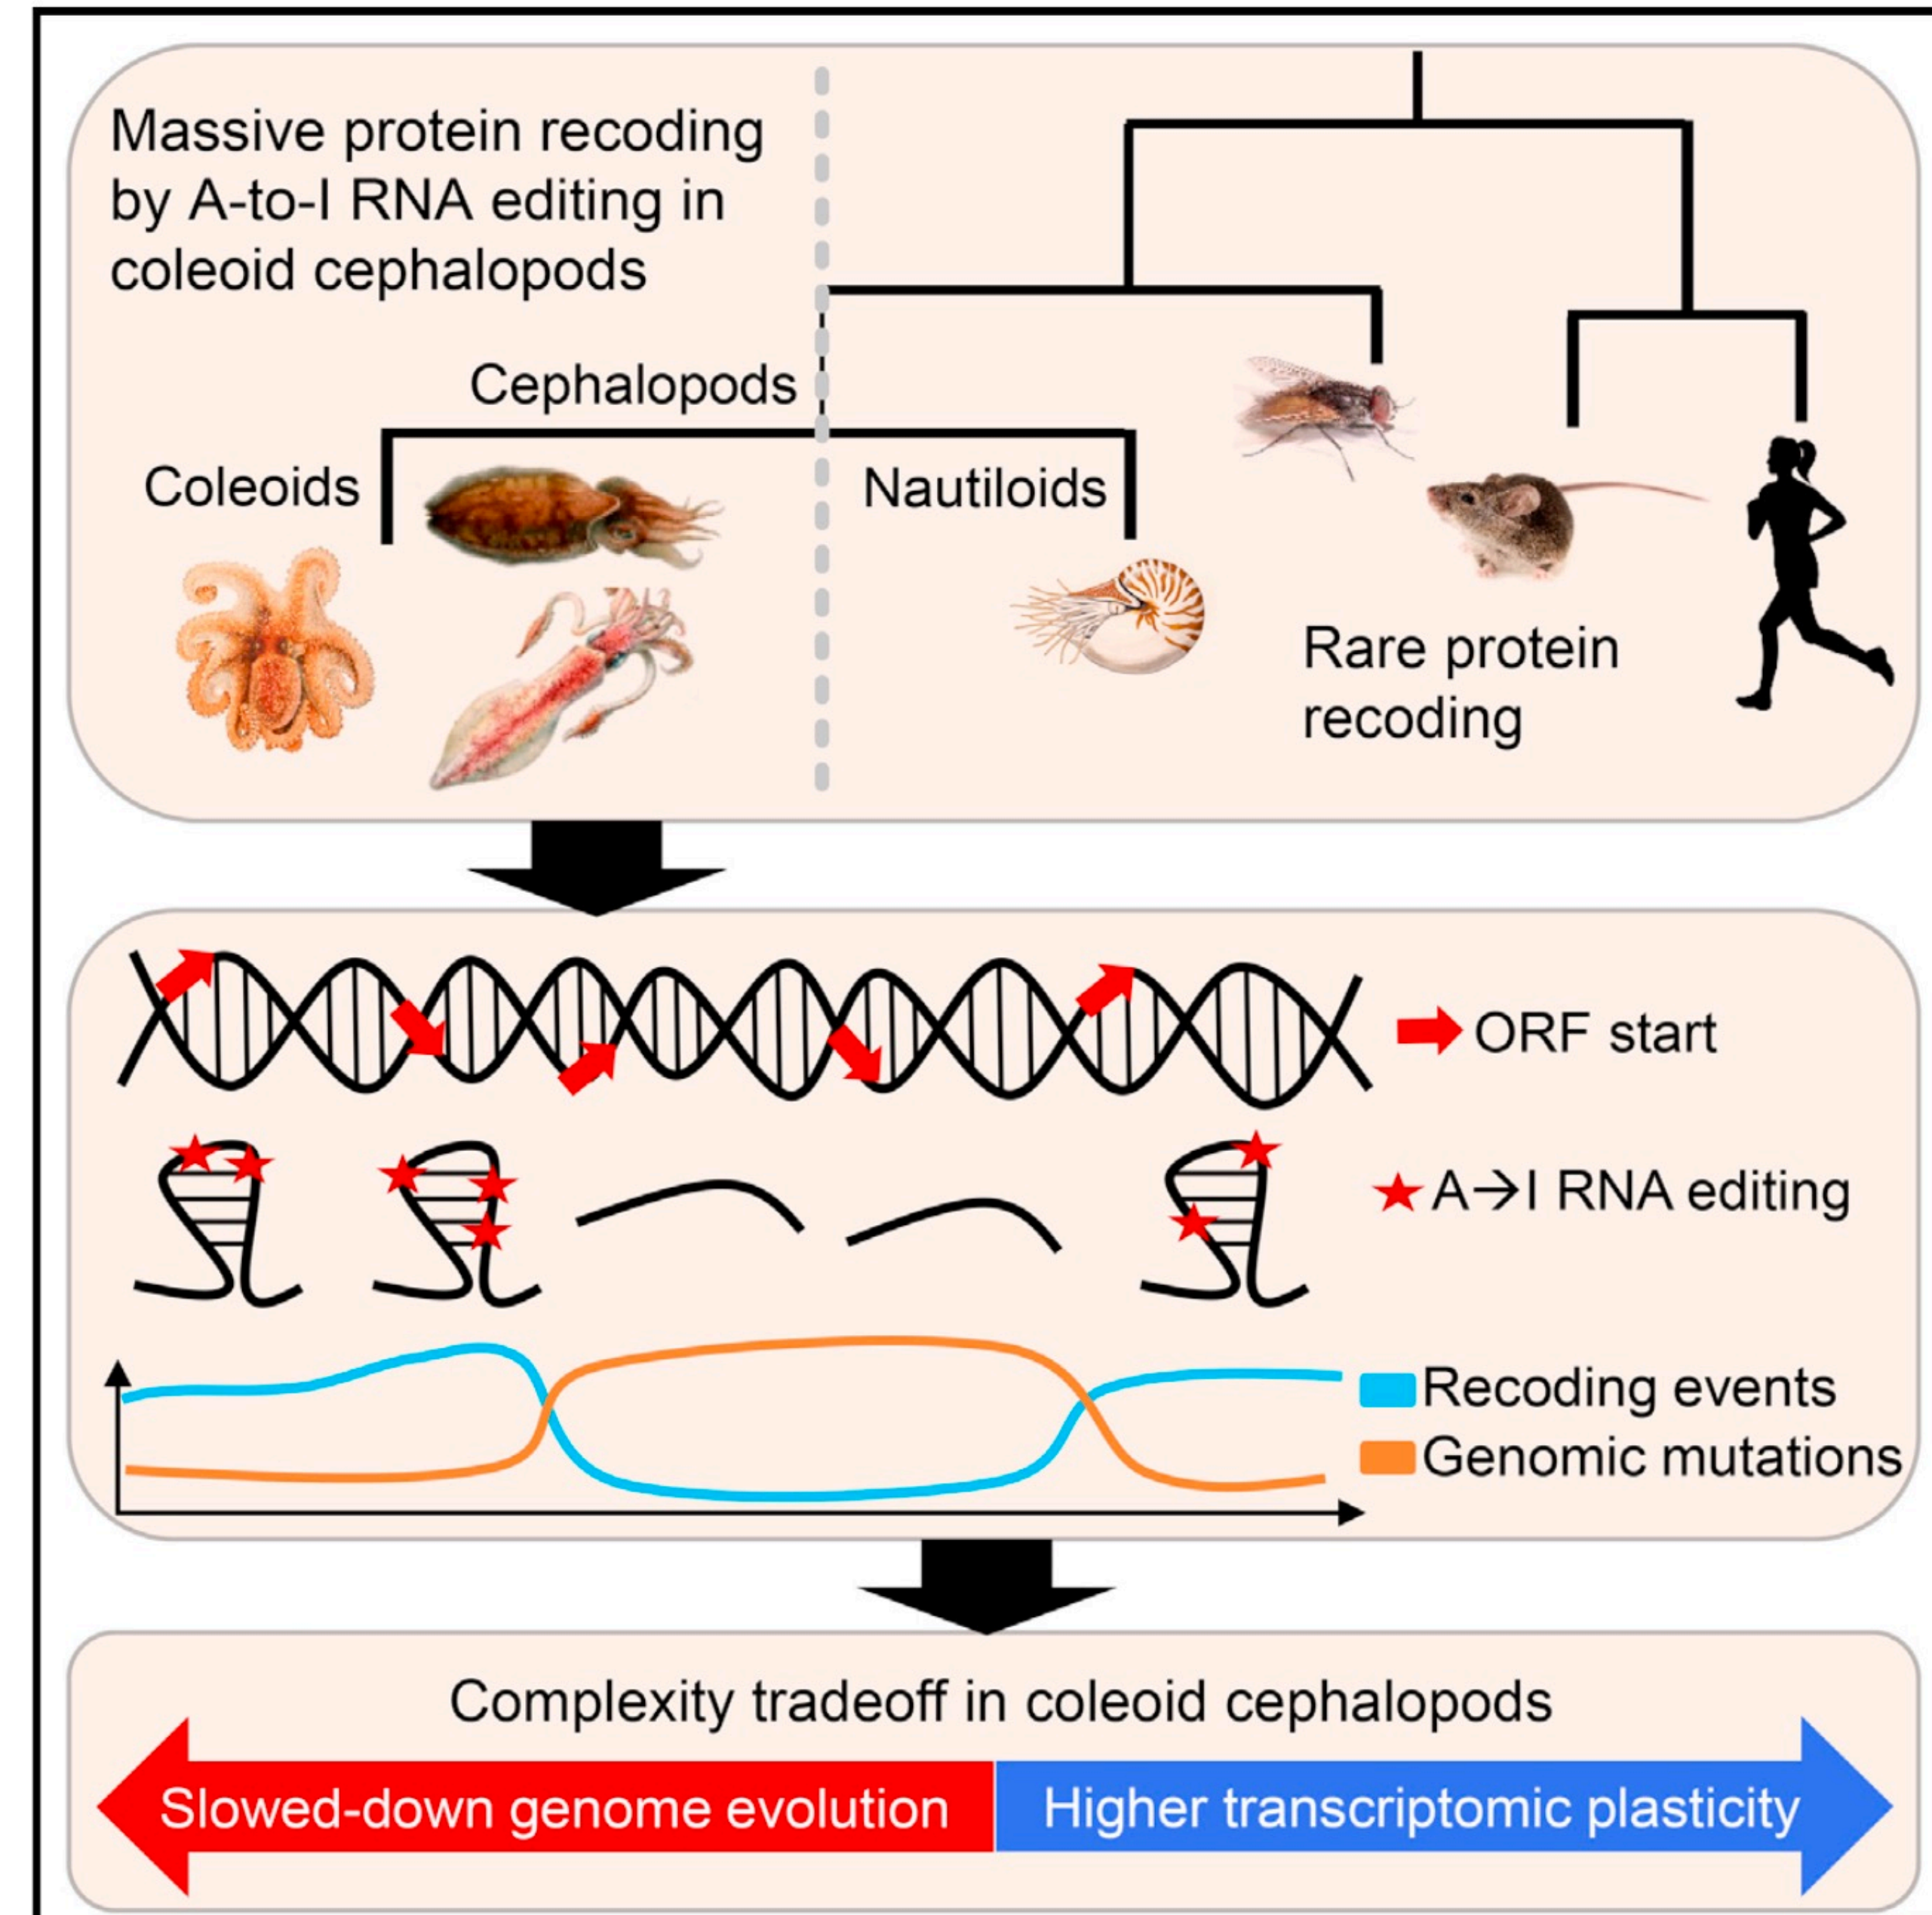 Massive protein recoding
by A-to-I RNA editing in
coleoid cephalopods
Cephalopods
Coleoids
Nautiloids
Rare protein
recoding
ORF start
A→I RNA editing
Recoding events
Genomic mutations
Complexity tradeoff in coleoid cephalopods
Slowed-down genome evolution
Higher transcriptomic plasticity